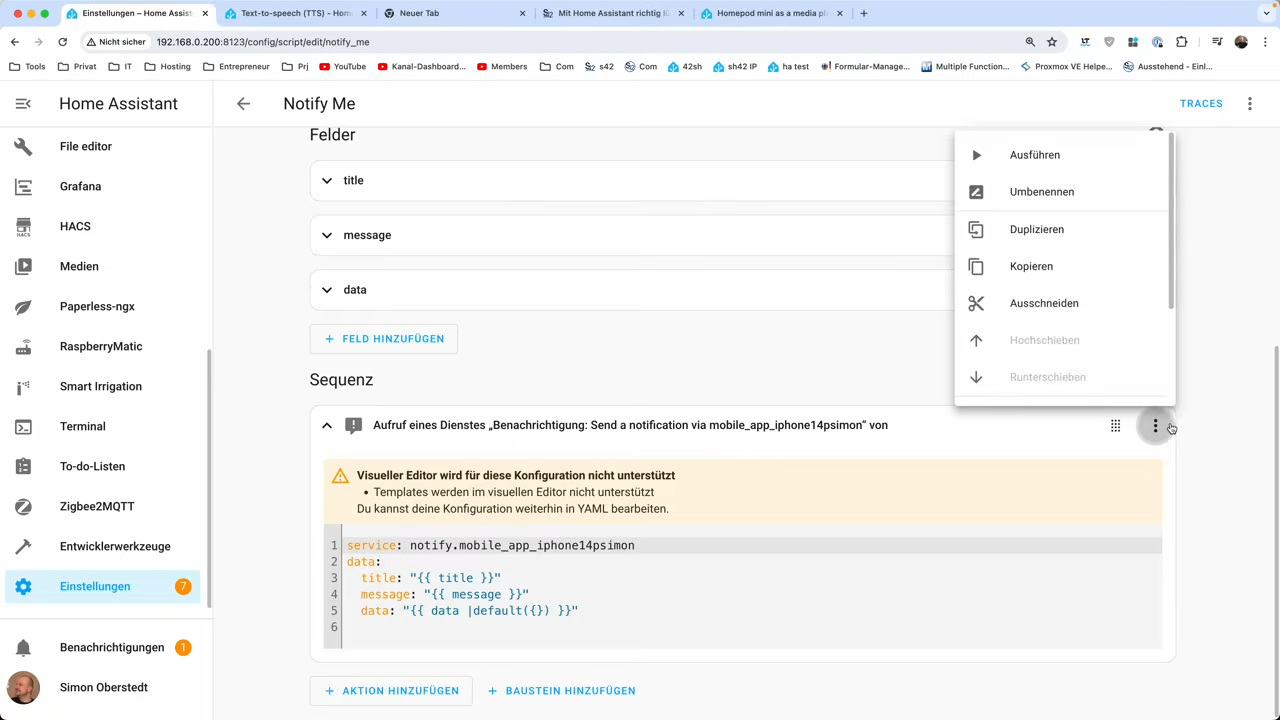 Einstellungen – Home Assist
Text-to-speech (TTS) - Home
Neuer Tab
Mit Home Assistant richtig
Homepod mini as a media pl
Nicht sicher
192.168.0.200:8123/config/script/edit/notify_me
Tools
Privat
IT
Hosting
Entrepreneur
Prj
YouTube
Kanal-Dashboard...
Members
Com
s42
Com
42sh
sh42 IP
ha test
Formular-Manage...
Multiple Function...
Proxmox VE Helpe...
Ausstehend - Einl...
Home Assistant
Notify Me
TRACES
File editor
Grafana
HACS
HACS
Medien
Paperless-ngx
RaspberryMatic
Smart Irrigation
Terminal
To-do-Listen
Zigbee2MQTT
Entwicklerwerkzeuge
Einstellungen
7
Benachrichtigungen
1
Simon Oberstedt
Felder
title
message
data
+ FELD HINZUFÜGEN
Ausführen
Umbenennen
Duplizieren
Kopieren
Ausschneiden
Hochschieben
Runterschieben
Sequenz
Aufruf eines Dienstes „Benachrichtigung: Send a notification via mobile_app_iphone14psimon“ von
Visueller Editor wird für diese Konfiguration nicht unterstützt
• Templates werden im visuellen Editor nicht unterstützt
Du kannst deine Konfiguration weiterhin in YAML bearbeiten.
1 service: notify.mobile_app_iphone14psimon
2 data:
3 title: "{{ title }}"
4 message: "{{ message }}"
5 data: "{{ data |default({}) }}"
6
+ AKTION HINZUFÜGEN
+ BAUSTEIN HINZUFÜGEN